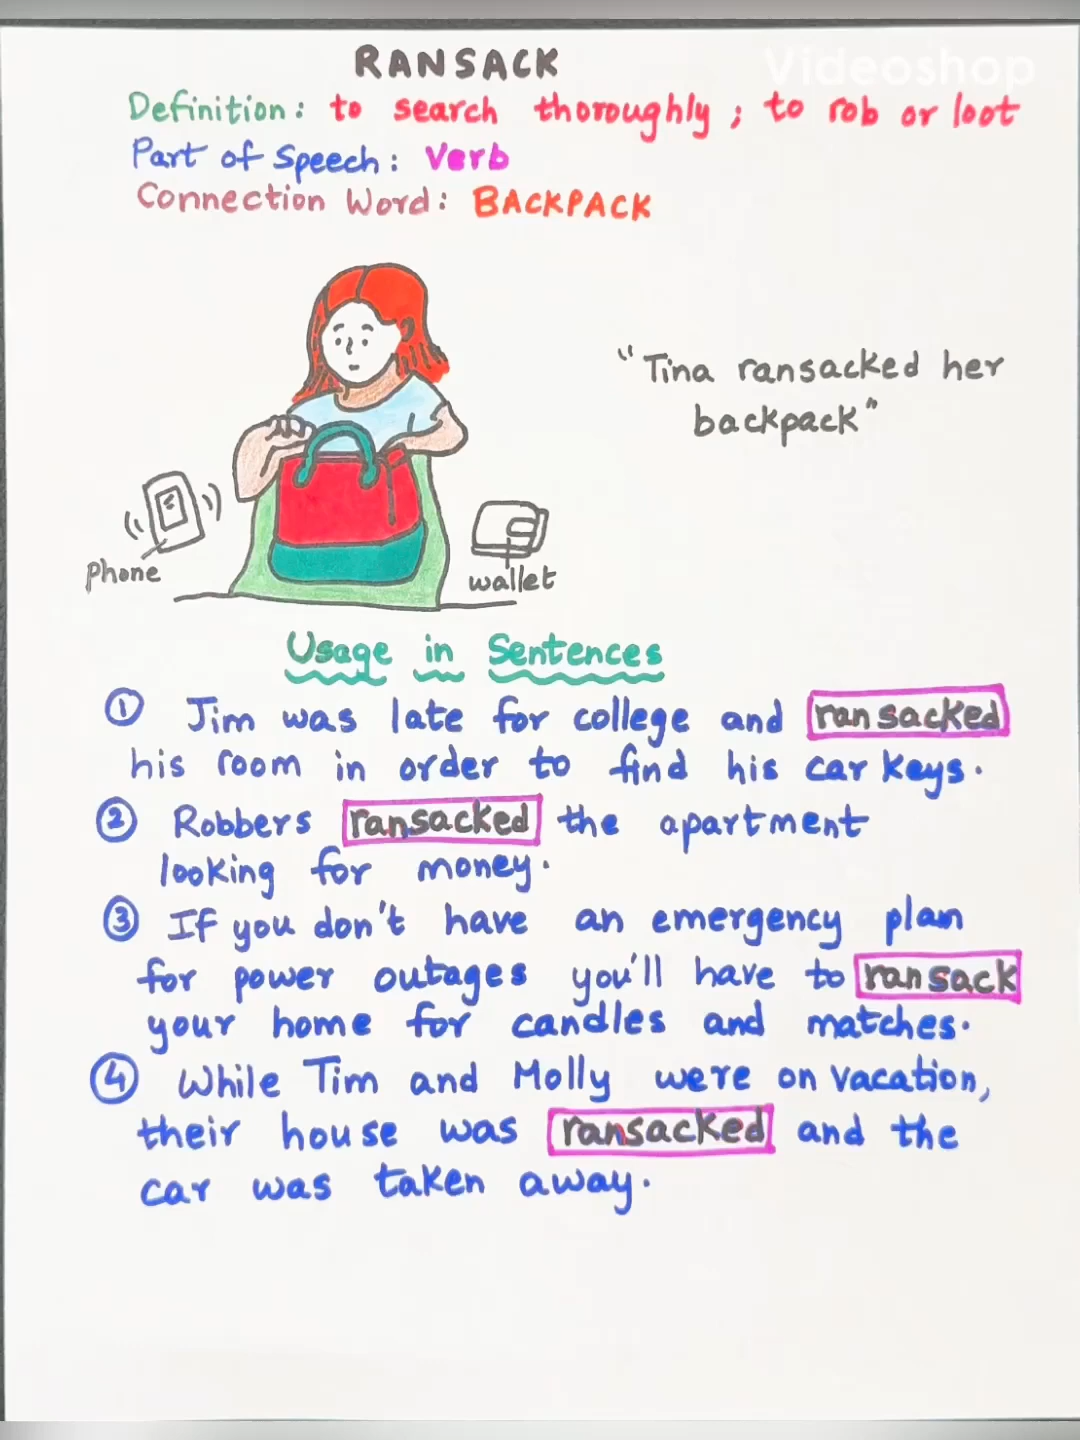 Videoshop
RANSACK
Definition: to search thoroughly; to rob or loot
Part of Speech: Verb
Connection Word: BACKPACK
"Tina ransacked her
backpack"
Phone
wallet
Usage in Sentences
① Jim was late for college and ransacked
his room in order to find his car keys.
② Robbers ransacked the apartment
looking for money.
③ If you don't have an emergency plan
for power outages you'll have to ransack
your home for candles and matches.
④ While Tim and Molly were on vacation,
their house was ransacked and the
car was taken away.